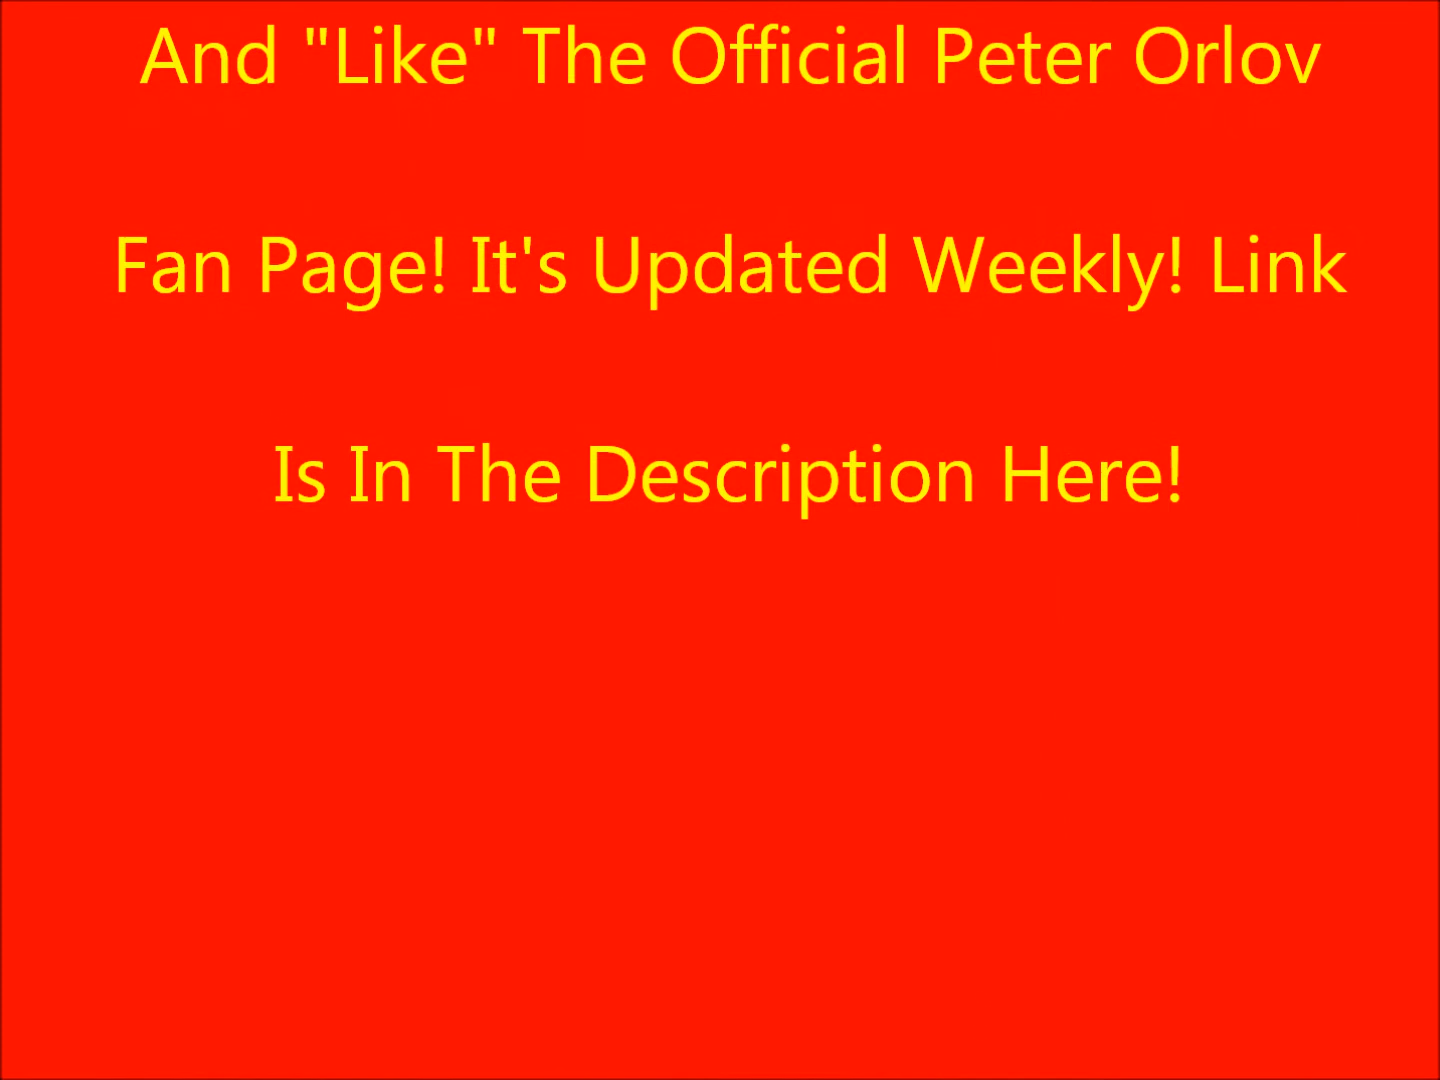 And "Like" The Official Peter Orlov
Fan Page! It's Updated Weekly! Link
Is In The Description Here!